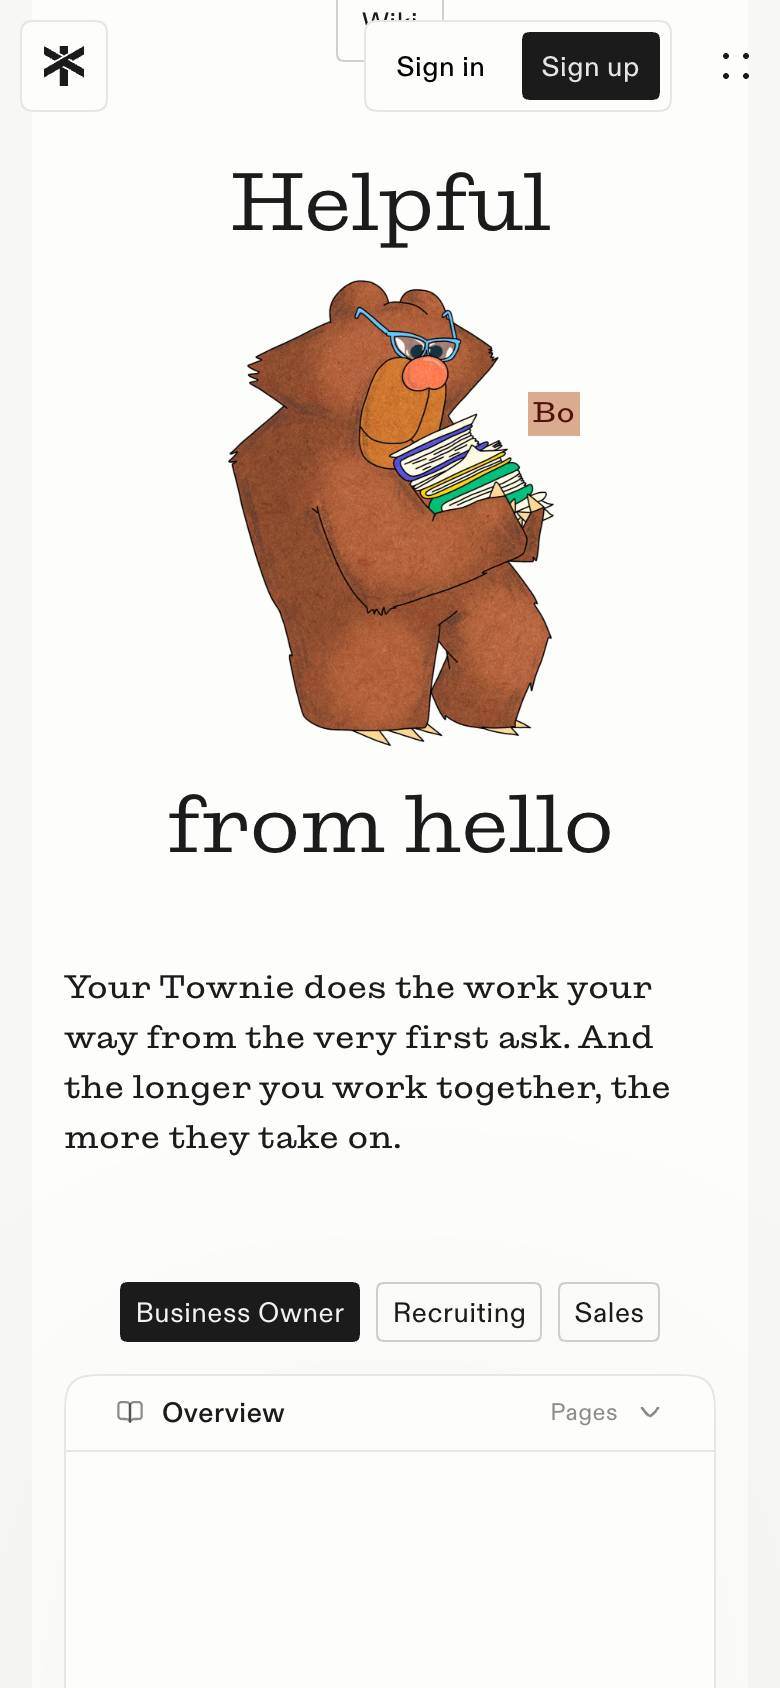 Wiki
Sign in
Sign up
Helpful
Bo
from hello
Your Townie does the work your
way from the very first ask. And
the longer you work together, the
more they take on.
Business Owner
Recruiting
Sales
Overview
Pages